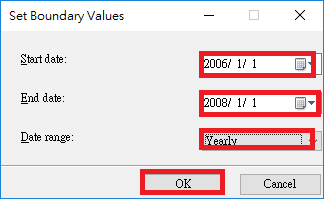 Set Boundary Values
Start date:
2006/ 1/ 1
End date:
2008/ 1/ 1
Date range:
Yearly
OK
Cancel